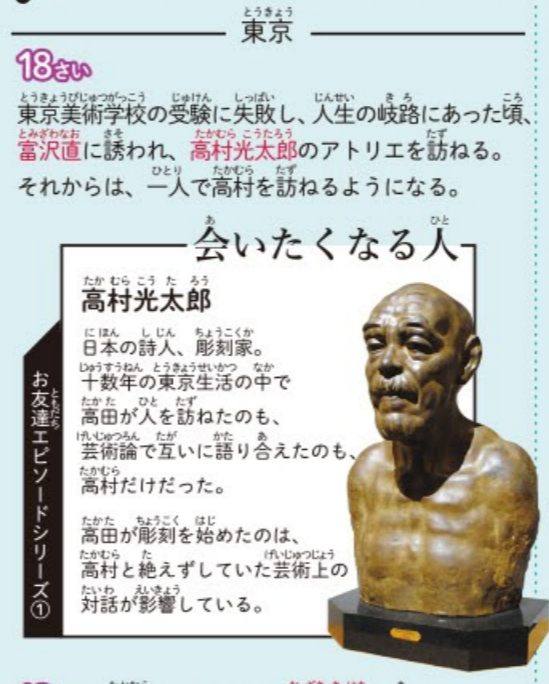 東京
18さい
東京美術学校の受験に失敗し、人生の岐路にあった頃、
富沢直に誘われ、高村光太郎のアトリエを訪ねる。
それからは、一人で高村を訪ねるようになる。
会いたくなる人
高村光太郎
日本の詩人、彫刻家。
十数年の東京生活の中で
高田が人を訪ねたのも、
芸術論で互いに語り合えたのも、
高村だけだった。
高田が彫刻を始めたのは、
高村と絶えずしていた芸術上の
対話が影響している。
お友達エピソードシリーズ①